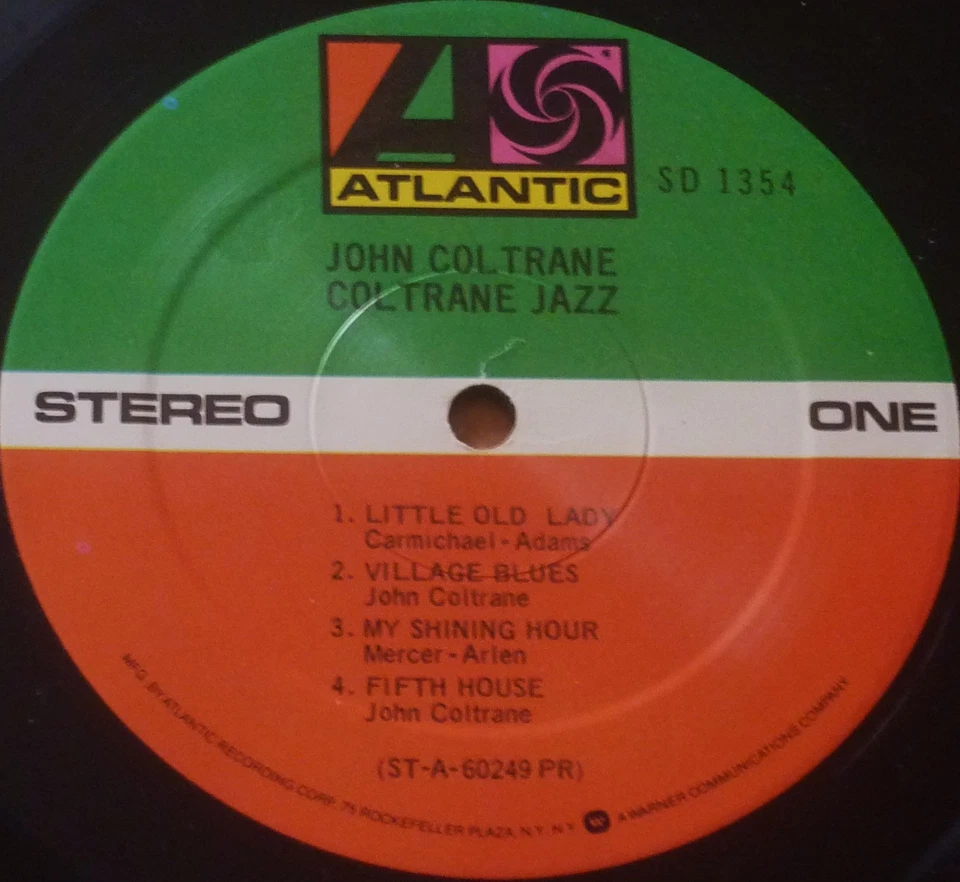 ATLANTIC
SD 1354
JOHN COLTRANE
COLTRANE JAZZ
STEREO
ONE
1. LITTLE OLD LADY
Carmichael - Adams
2. VILLAGE BLUES
John Coltrane
3. MY SHINING HOUR
Mercer - Arlen
4. FIFTH HOUSE
John Coltrane
(ST-A-60249 PR)
MFG. BY ATLANTIC RECORDING CORP. 75 ROCKEFELLER PLAZA, N.Y. N.Y. W A WARNER COMMUNICATIONS COMPANY